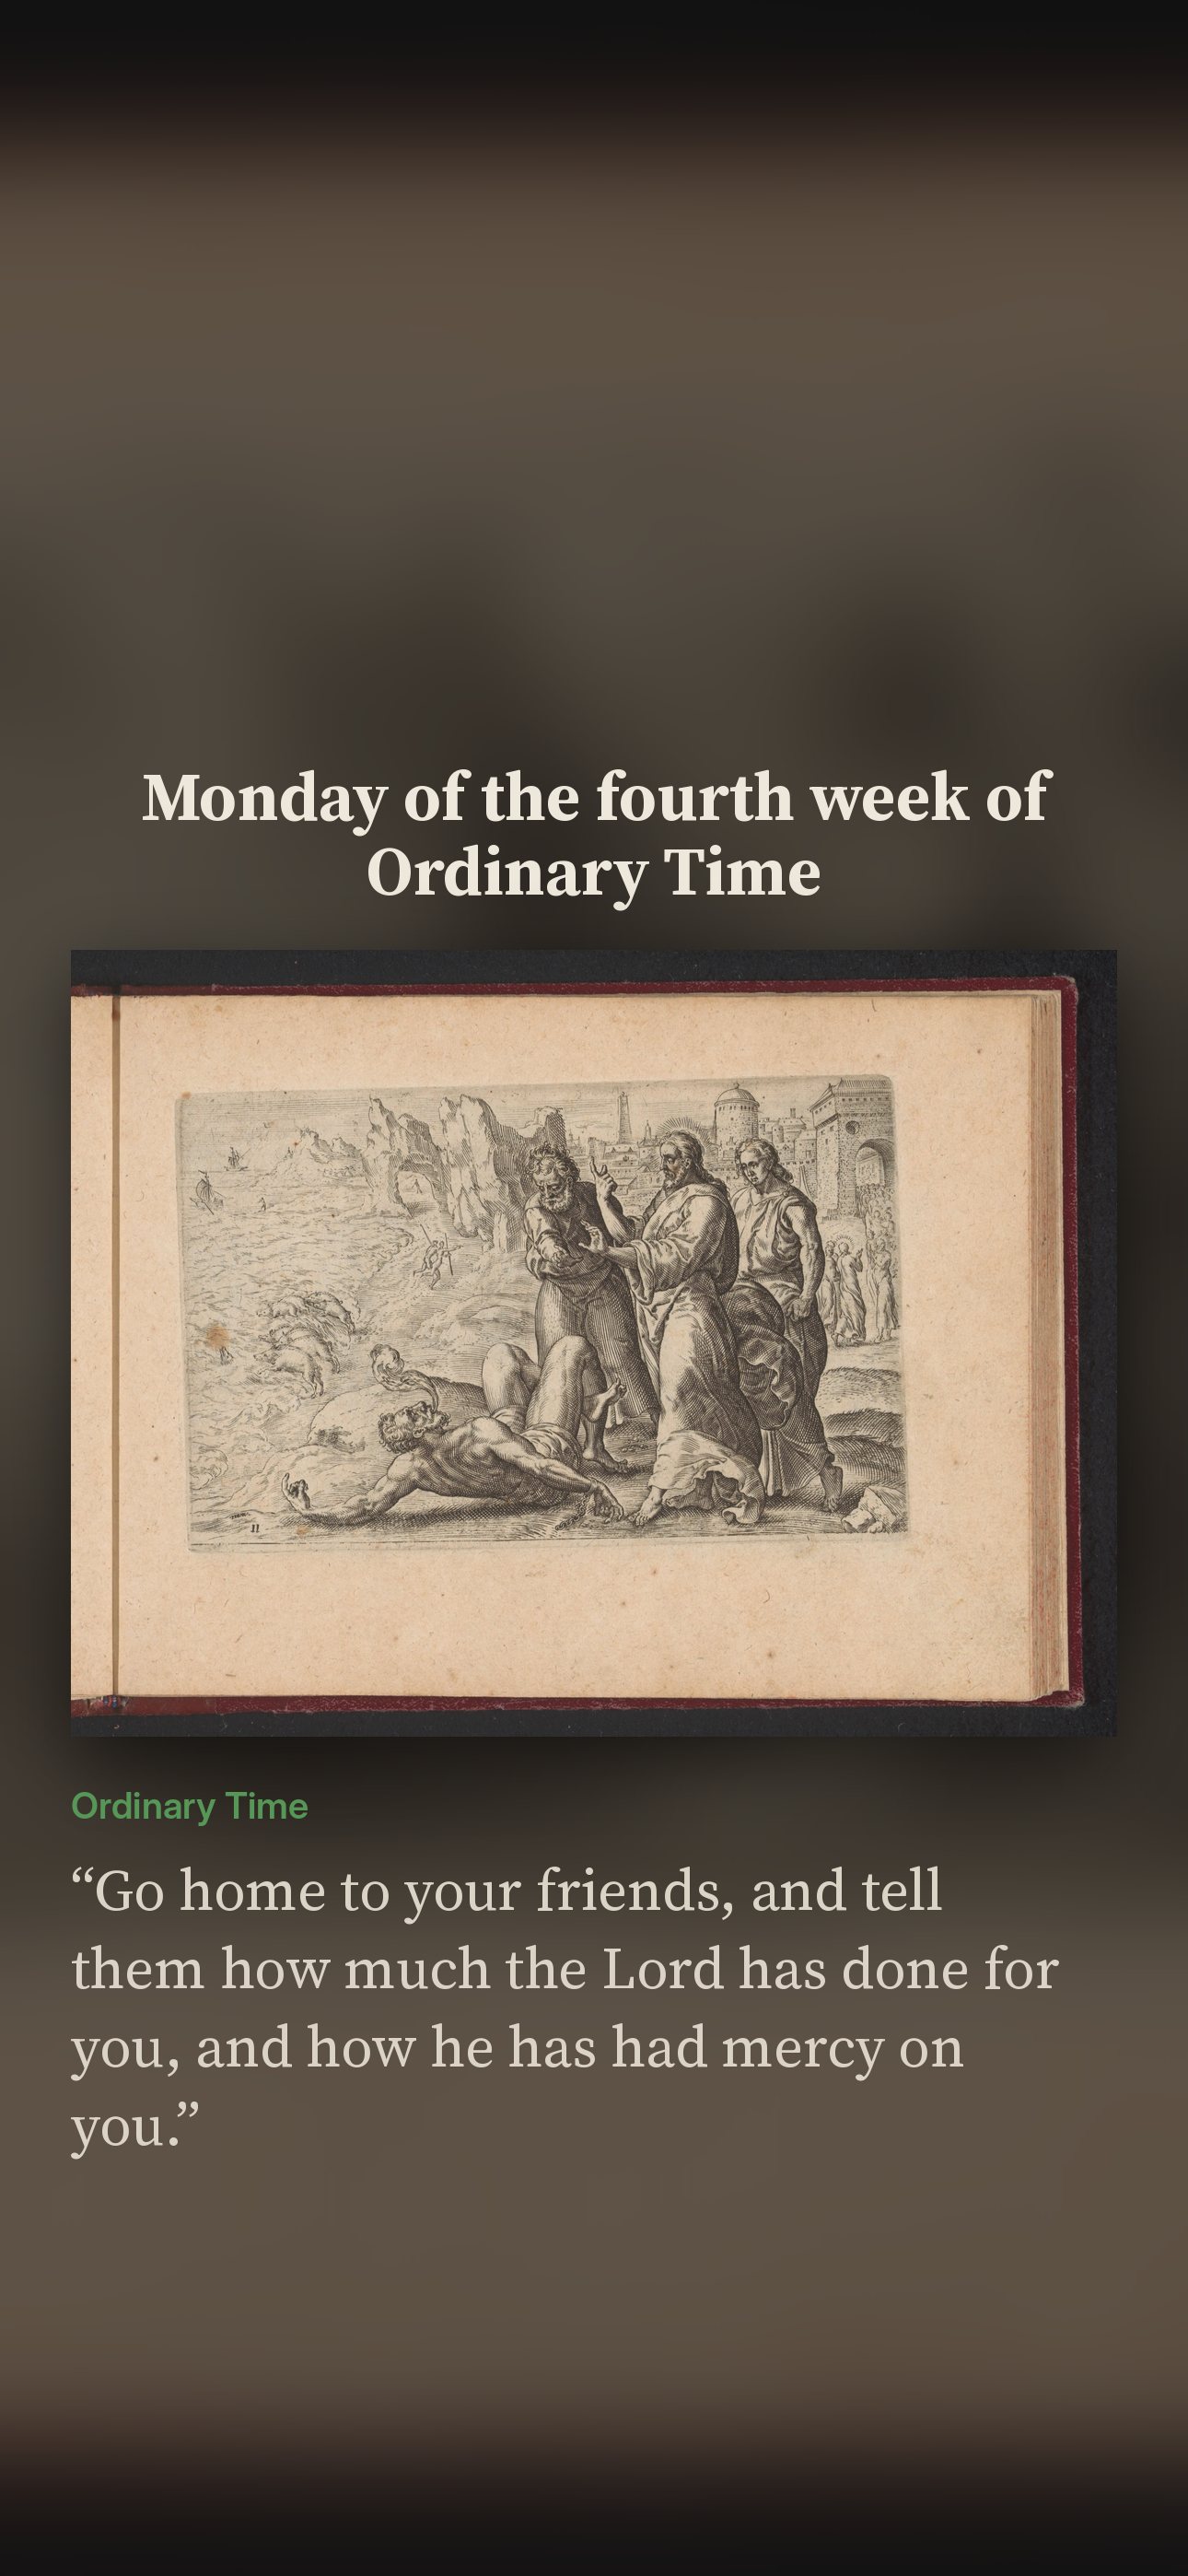 Monday of the fourth week of
Ordinary Time
11
Ordinary Time
“Go home to your friends, and tell
them how much the Lord has done for
you, and how he has had mercy on
you.”